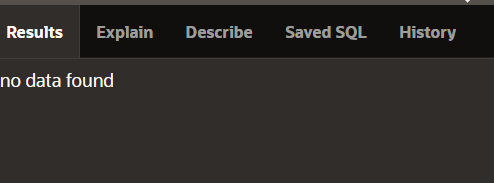 Results Explain Describe Saved SQL History
no data found